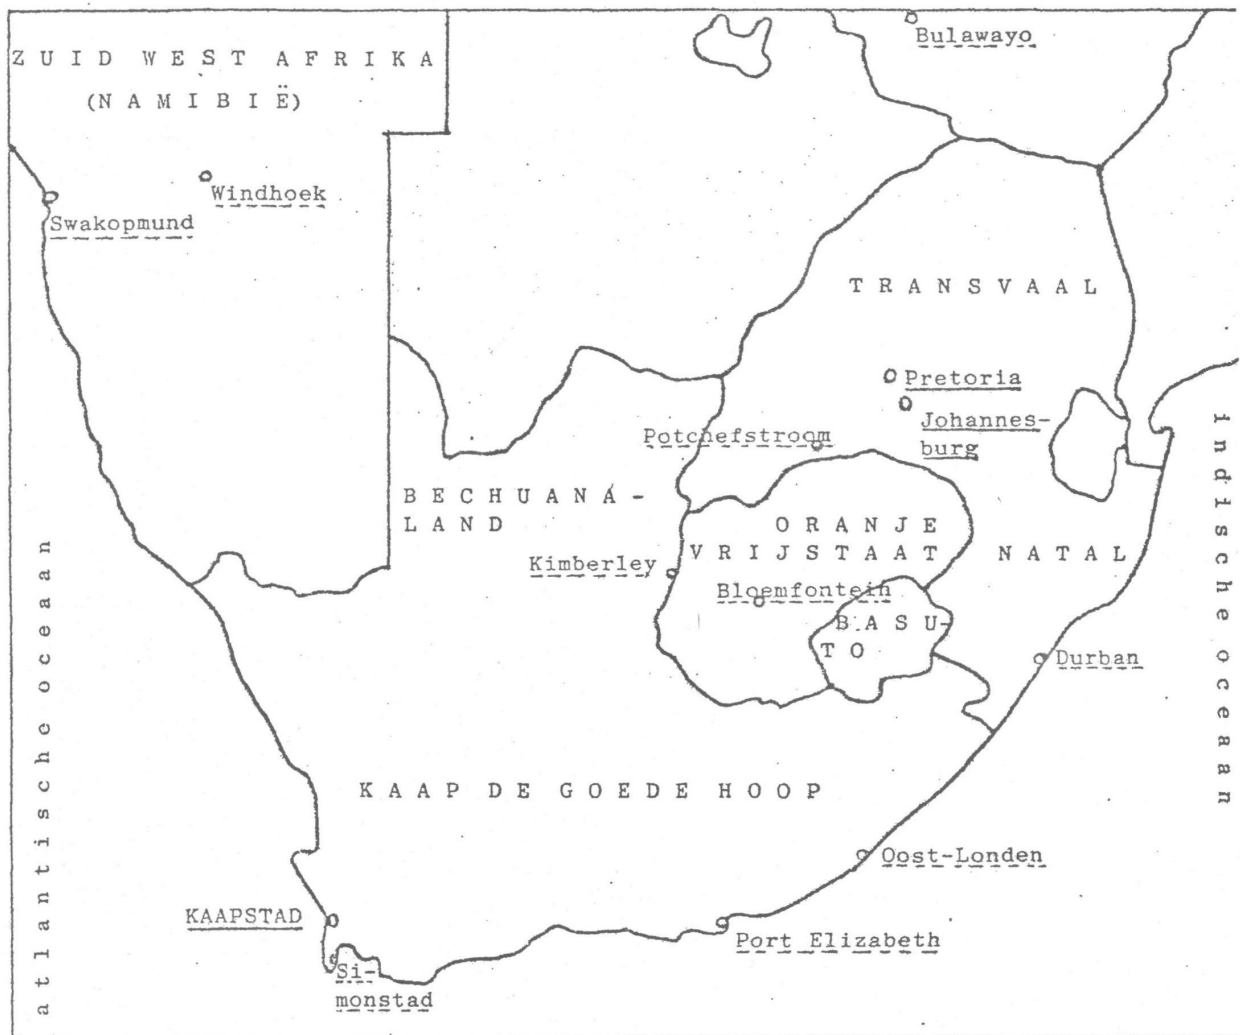 Bulawayo
ZUID WEST AFRIKA
(NAMIBIË)
Windhoek
Swakopmund
TRANSVAAL
Pretoria
Johannes-
burg
Potchefstroom
BECHUANA-
LAND
ORANJE
VRIJSTAAT
NATAL
Kimberley
Bloemfontein
BASU-
TO
Durban
KAAP DE GOEDE HOOP
Oost-Londen
KAAPSTAD
Port Elizabeth
Si-
monstad
atlantische oceaan
indische oceaan